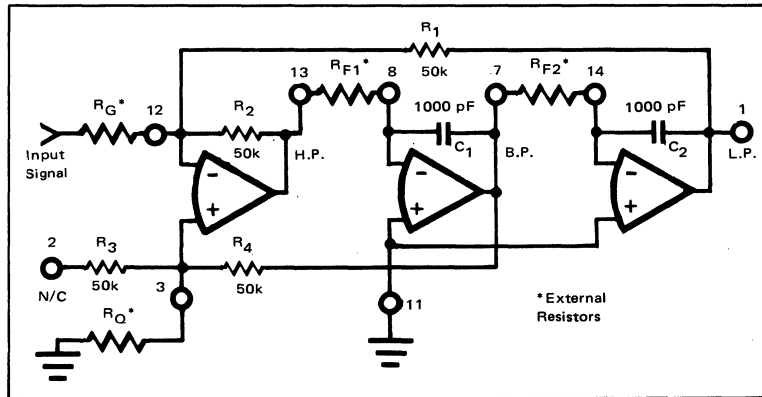 R1
50k
RG*
12
R2
50k
13
H.P.
RF1*
8
1000 pF
C1
7
B.P.
RF2*
14
1000 pF
C2
1
L.P.
Input
Signal
−
+
−
+
−
+
2
N/C
R3
50k
3
R4
50k
RQ*
11
*External
Resistors